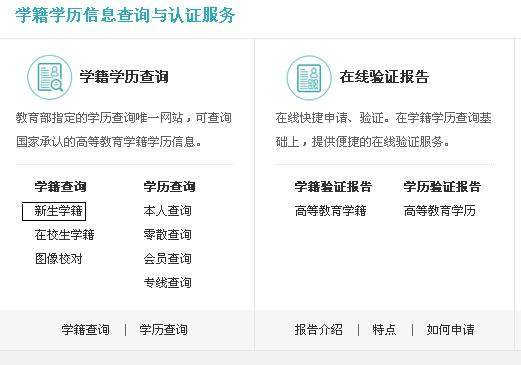 学籍学历信息查询与认证服务
学籍学历查询
教育部指定的学历查询唯一网站，可查询
国家承认的高等教育学籍学历信息。
学籍查询 学历查询
新生学籍 本人查询
在校生学籍 零散查询
图像校对 会员查询
专线查询
学籍查询 | 学历查询
在线验证报告
在线快捷申请、验证。在学籍学历查询基
础上，提供便捷的在线验证服务。
学籍验证报告 学历验证报告
高等教育学籍 高等教育学历
报告介绍 | 特点 | 如何申请